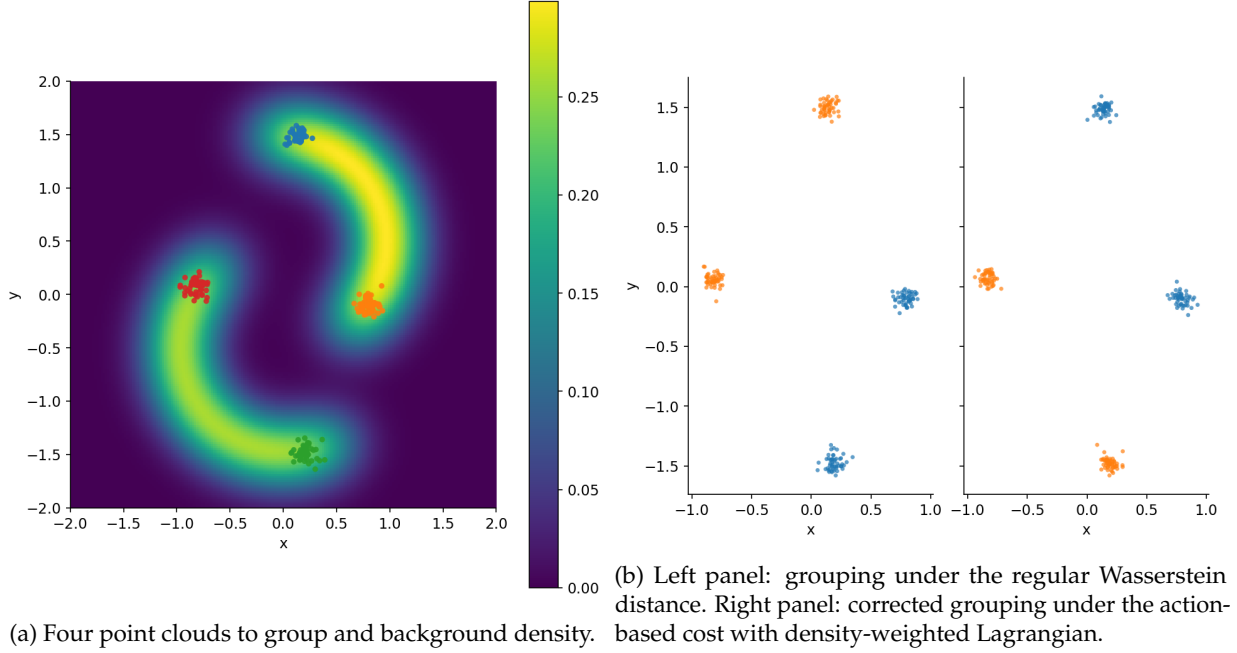 2.0
1.5
1.0
0.5
0.0
−0.5
−1.0
−1.5
−2.0
y
−2.0 −1.5 −1.0 −0.5 0.0 0.5 1.0 1.5 2.0
x
0.25
0.20
0.15
0.10
0.05
0.00
(a) Four point clouds to group and background density.
1.5
1.0
0.5
0.0
−0.5
−1.0
−1.5
y
−1.0 −0.5 0.0 0.5 1.0 −1.0 −0.5 0.0 0.5 1.0
x x
(b) Left panel: grouping under the regular Wasserstein
distance. Right panel: corrected grouping under the action-
based cost with density-weighted Lagrangian.